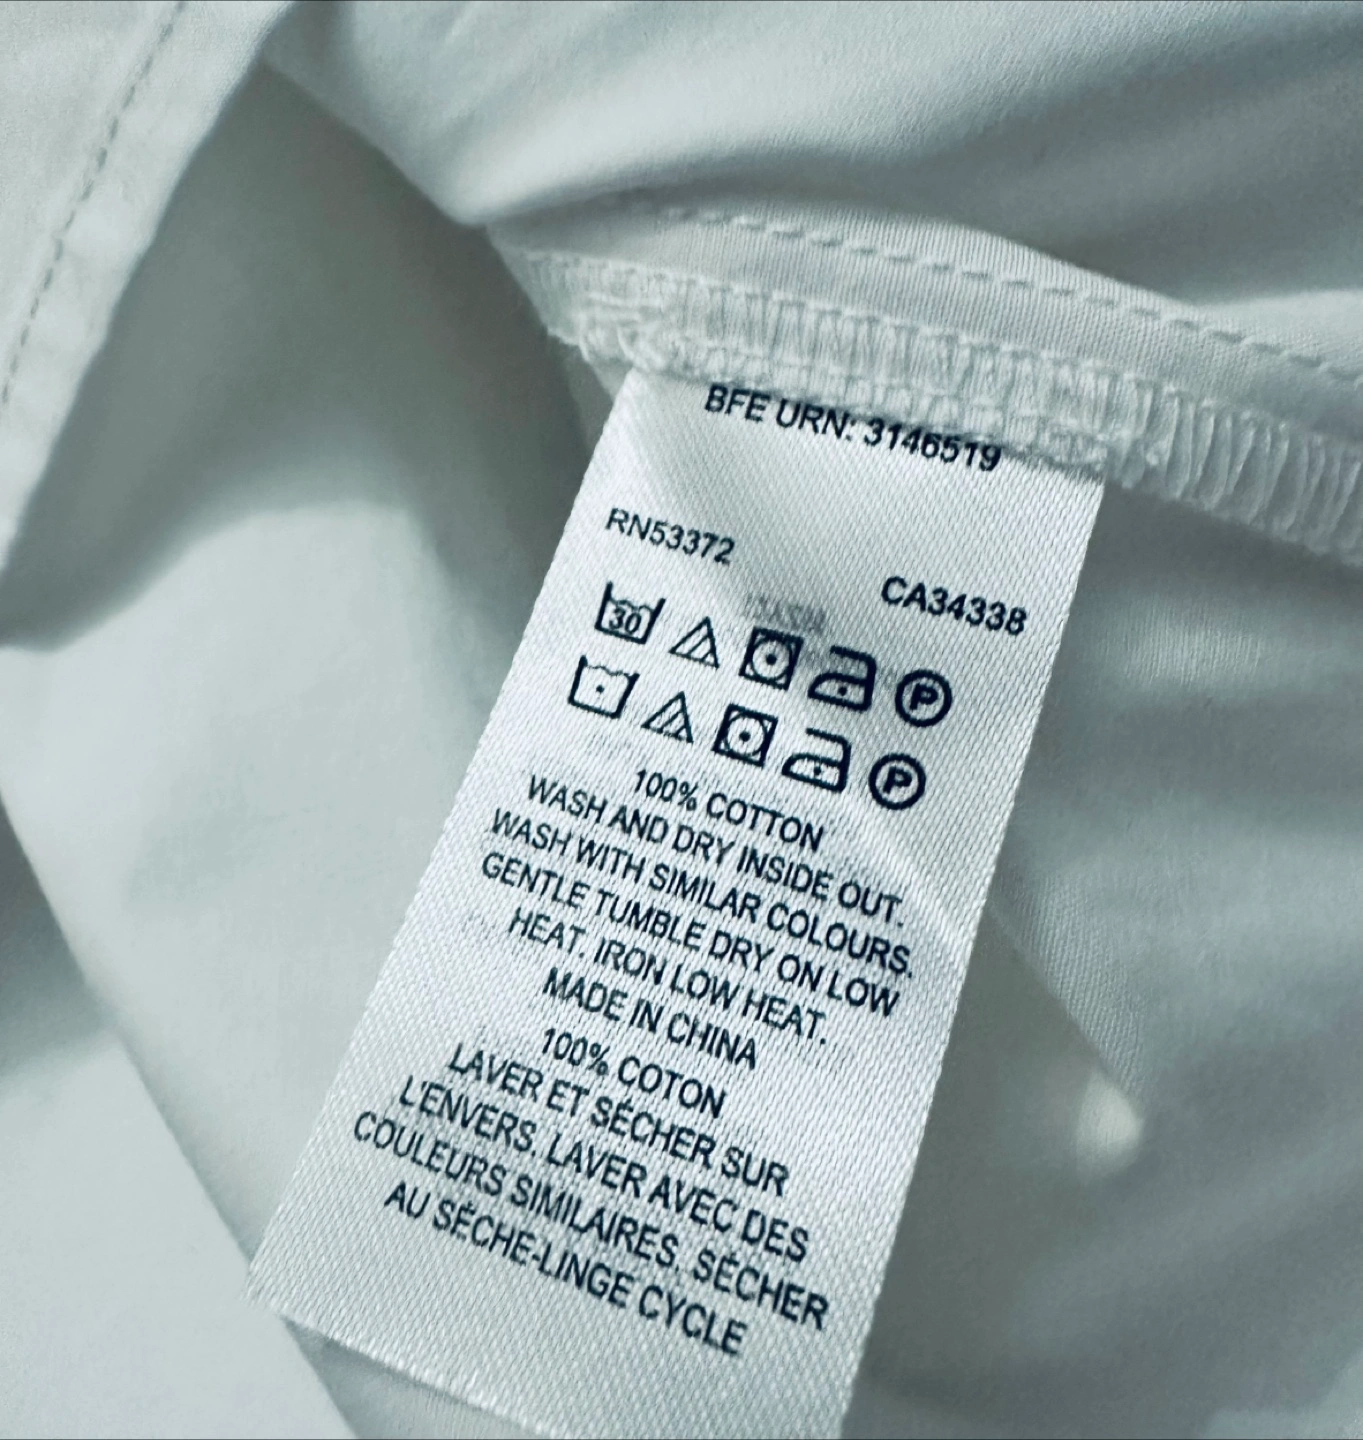 BFE URN: 3146519
RN53372
CA34338
30
P
P
100% COTTON
WASH AND DRY INSIDE OUT.
WASH WITH SIMILAR COLOURS.
GENTLE TUMBLE DRY ON LOW
HEAT. IRON LOW HEAT.
MADE IN CHINA
100% COTON
LAVER ET SÉCHER SUR
L'ENVERS. LAVER AVEC DES
COULEURS SIMILAIRES. SÉCHER
AU SÈCHE-LINGE CYCLE